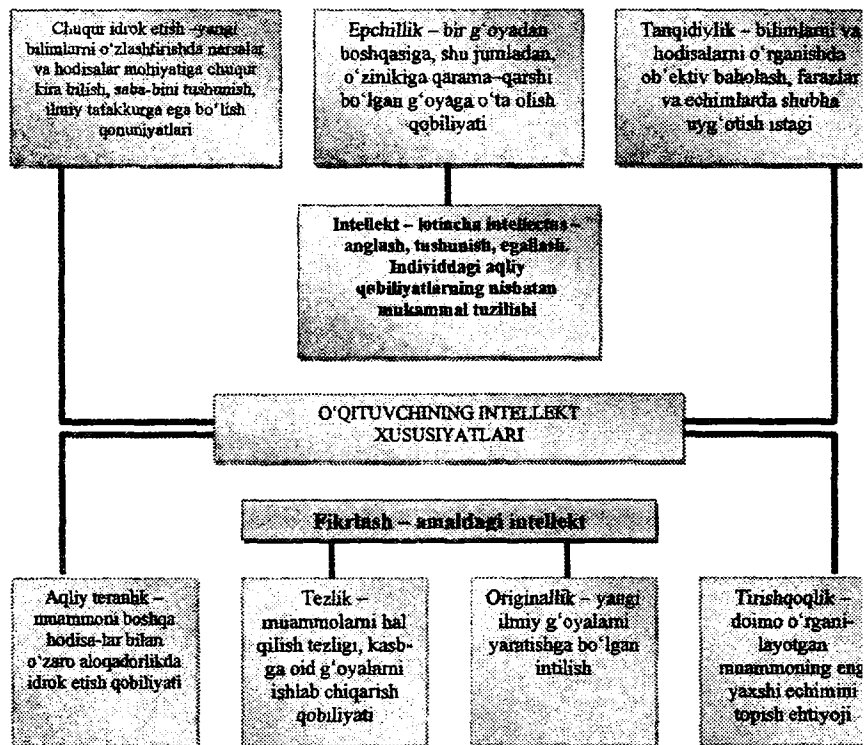 Chuqur idrok etish –yangi
bilimlarni o‘zlashtirishda narsalar
va hodisalar mohiyatiga chuqur
kira bilish, saba-bini tushunish,
ilmiy tafakkurga ega bo‘lish
qonuniyatlari
Epchillik – bir g‘oyadan
boshqasiga, shu jumladan,
o‘zinikiga qarama–qarshi
bo‘lgan g‘oyaga o‘ta olish
qobiliyati
Tanqidiylik – bilimlarni va
hodisalarni o‘rganishda
ob’ektiv baholash, farazlar
va echimlarda shubha
uyg‘otish istagi
Intellekt – lotincha intellectus –
anglash, tushunish, egallash.
Individdagi aqliy
qobiliyatlarning nisbatan
mukammal tuzilishi
O‘QITUVCHINING INTELLEKT
XUSUSIYATLARI
Fikrlash – amaldagi intellekt
Aqliy teranlik –
muammoni boshqa
hodisa-lar bilan
o‘zaro aloqadorlikda
idrok etish qobiliyati
Tezlik –
muammolarni hal
qilish tezligi, kasb-
ga oid g‘oyalarni
ishlab chiqarish
qobiliyati
Originallik – yangi
ilmiy g‘oyalarni
yaratishga bo‘lgan
intilish
Tirishqoqlik –
doimo o‘rgani-
layotgan
muammoning eng
yaxshi echimini
topish ehtiyoji